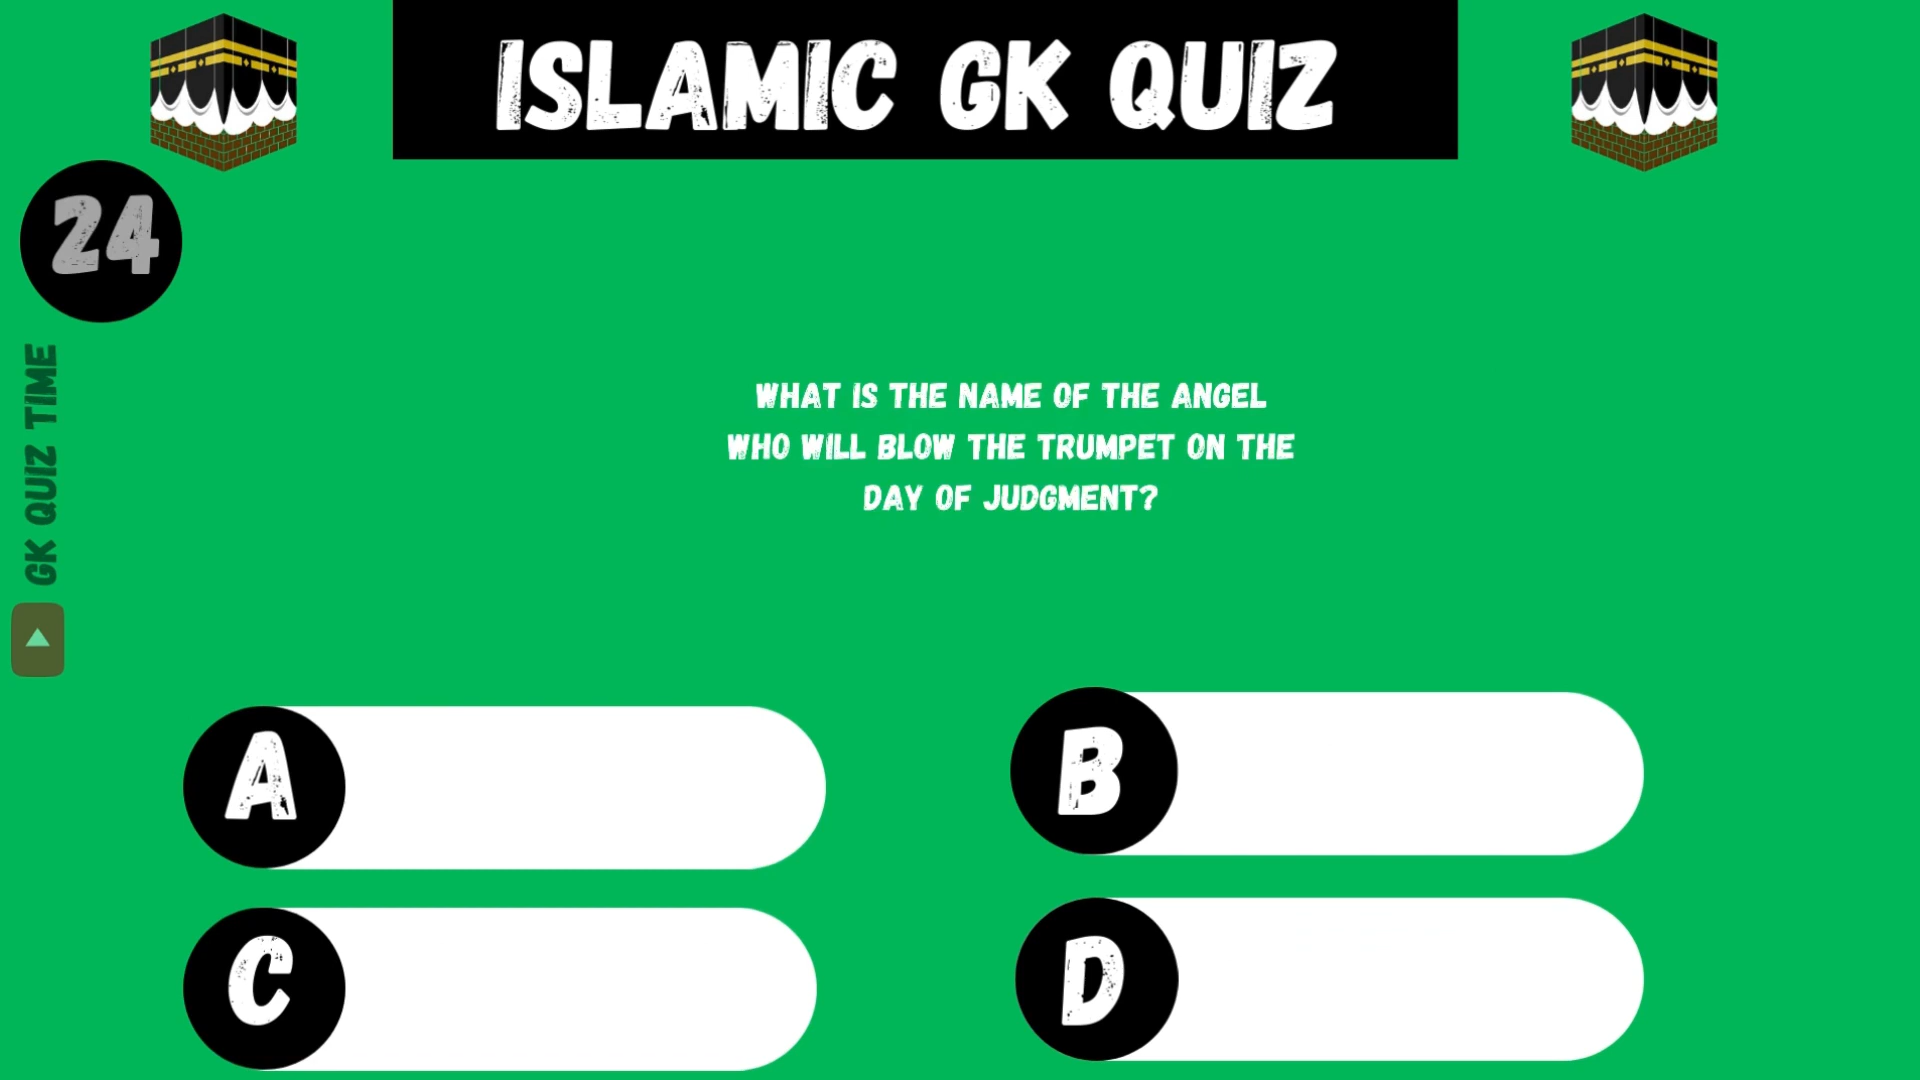 ISLAMIC GK QUIZ
24
GK QUIZ TIME
WHAT IS THE NAME OF THE ANGEL
WHO WILL BLOW THE TRUMPET ON THE
DAY OF JUDGMENT?
A
B
C
D